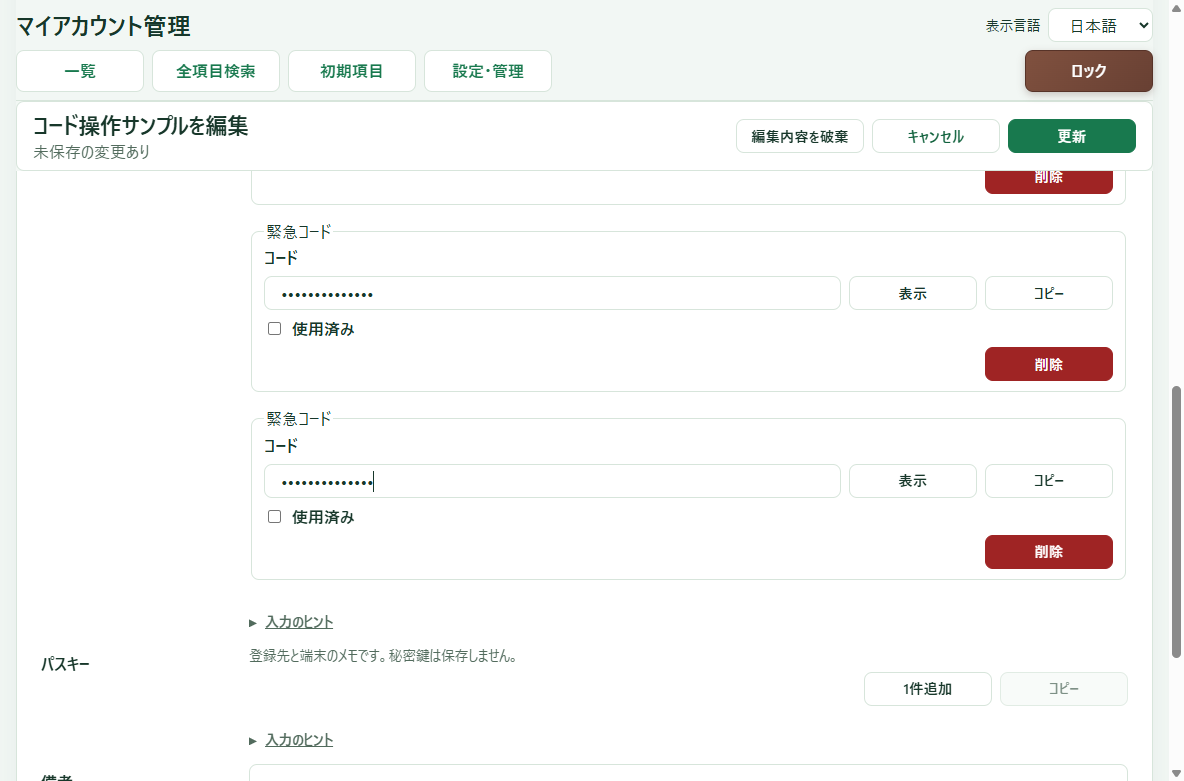 マイアカウント管理
表示言語 日本語
一覧 全項目検索 初期項目 設定・管理 ロック
コード操作サンプルを編集
未保存の変更あり
編集内容を破棄 キャンセル 更新
削除
緊急コード
コード
•••••••••••••• 表示 コピー
使用済み
削除
緊急コード
コード
•••••••••••••• 表示 コピー
使用済み
削除
▶ 入力のヒント
登録先と端末のメモです。秘密鍵は保存しません。
パスキー
1件追加 コピー
▶ 入力のヒント
備考